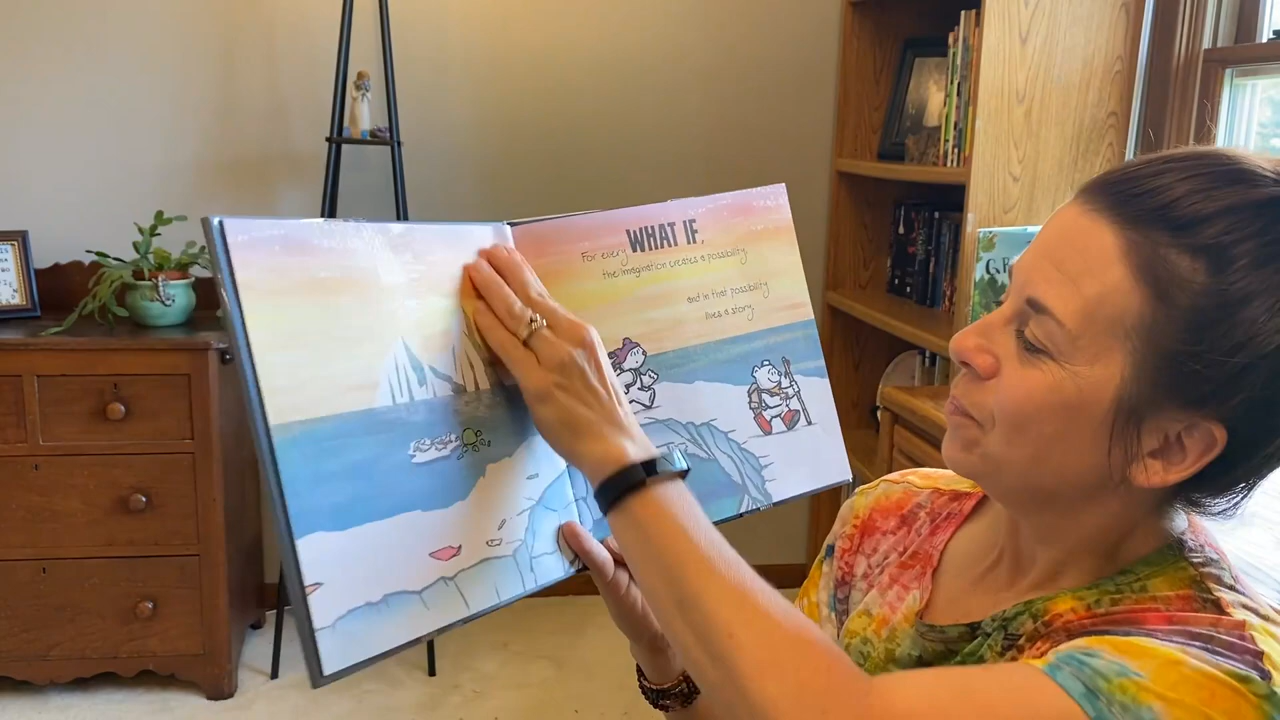 For every WHAT IF,
the imagination creates a possibility,
and in that possibility
lives a story.